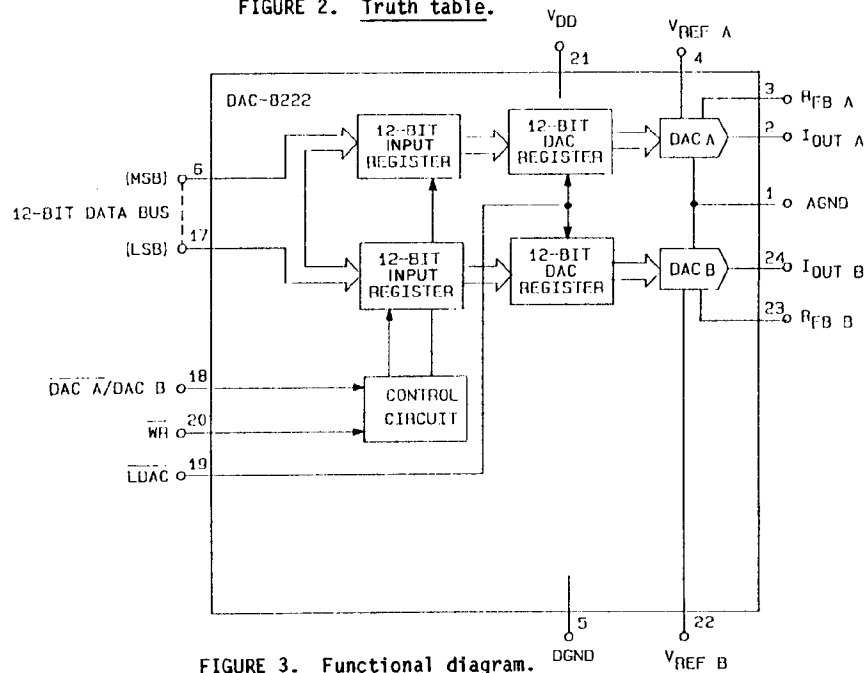 FIGURE 2. Truth table.
VDD
21
VREF A
4
DAC-8222
3 RFB A
12-BIT INPUT REGISTER
12-BIT DAC REGISTER
DAC A
2 IOUT A
(MSB) 6
12-BIT DATA BUS
1 AGND
(LSB) 17
12-BIT INPUT REGISTER
12-BIT DAC REGISTER
DAC B
24 IOUT B
23 RFB B
DAC A/DAC B 18
CONTROL CIRCUIT
WR 20
LDAC 19
5
DGND
22
VREF B
FIGURE 3. Functional diagram.